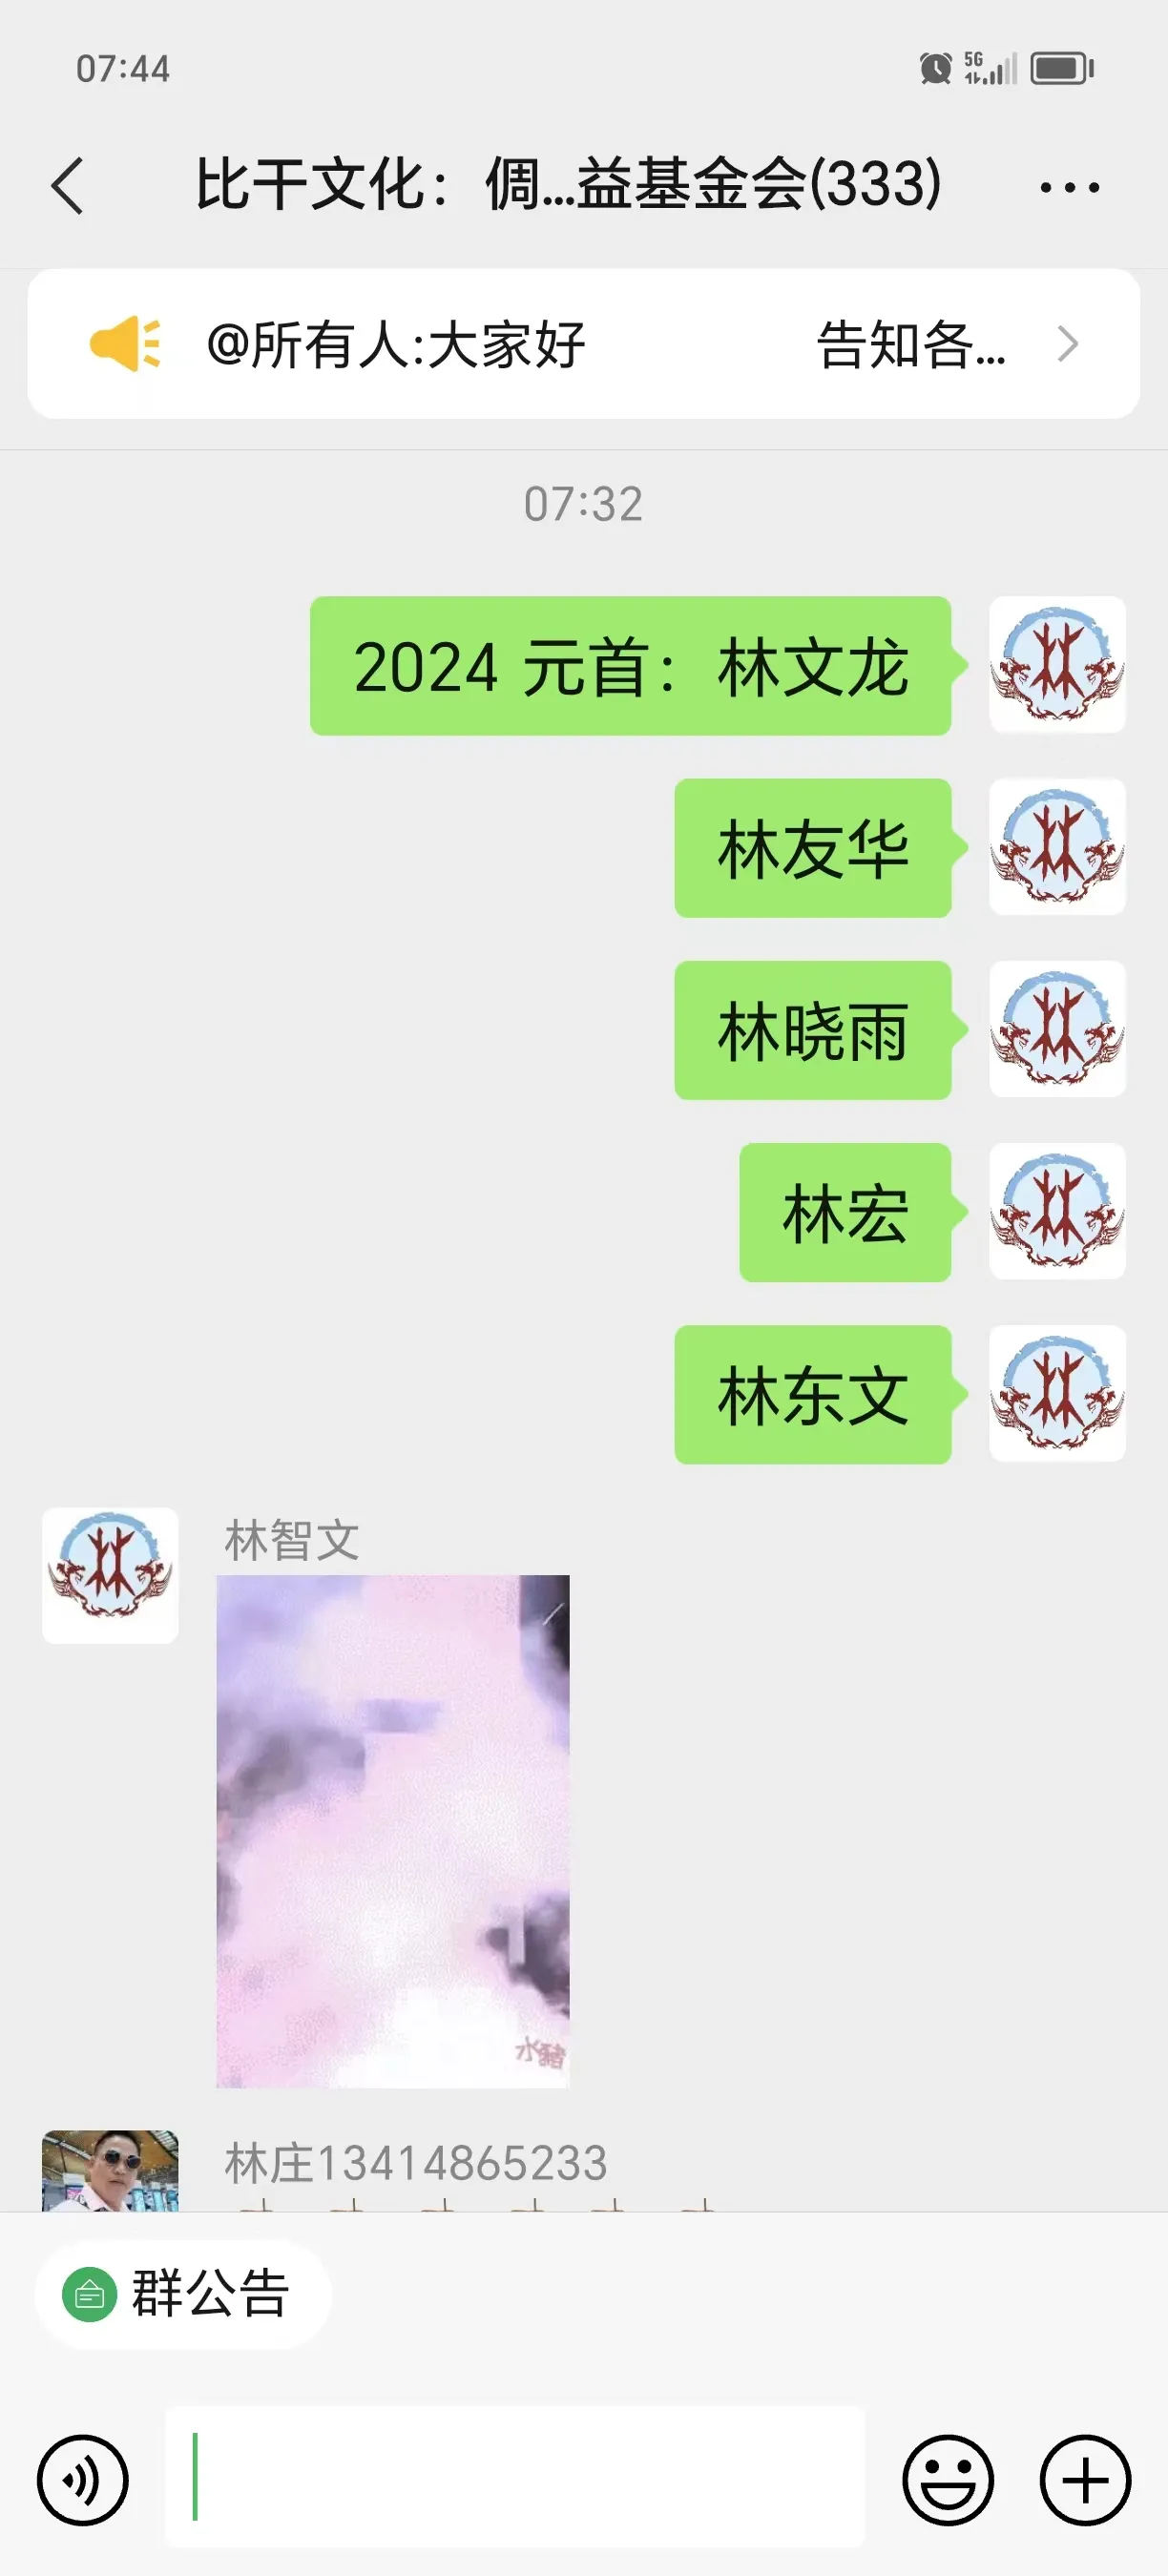 07:44
5G
比干文化：倜...益基金会(333)
@所有人:大家好 告知各...
07:32
2024 元首：林文龙
林友华
林晓雨
林宏
林东文
林智文
水豬
林庄13414865233
群公告